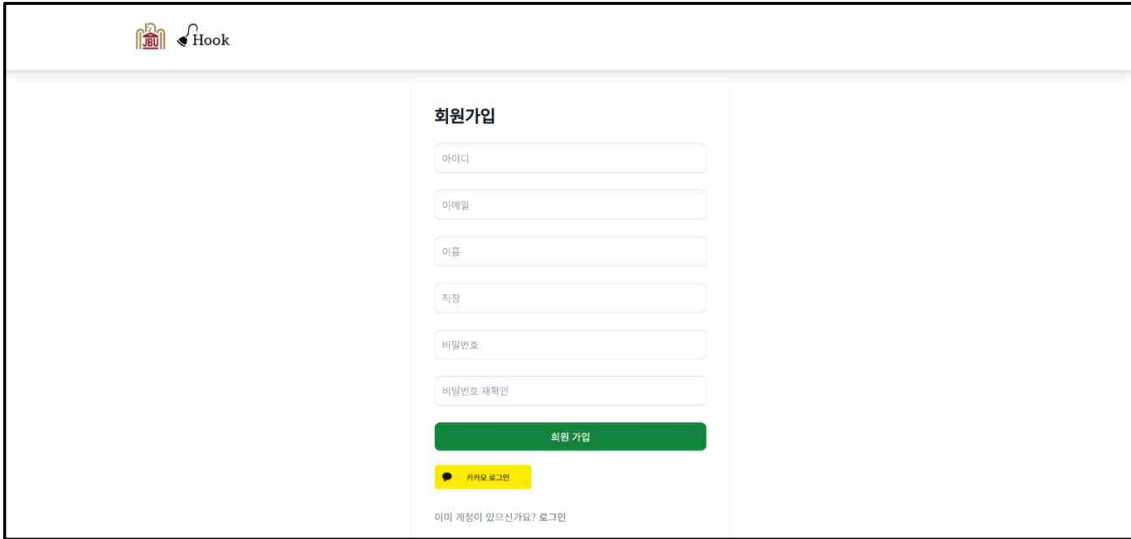 JBU Hook
회원가입
아이디
이메일
이름
직장
비밀번호
비밀번호 재확인
회원 가입
카카오 로그인
이미 계정이 있으신가요? 로그인